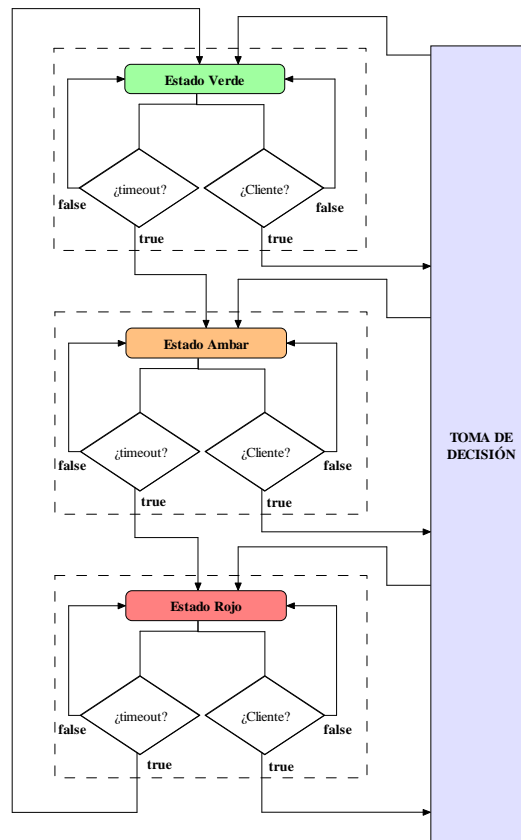 Estado Verde
¿timeout?
¿Cliente?
false
false
true
true
Estado Ambar
¿timeout?
¿Cliente?
false
false
true
true
TOMA DE
DECISIÓN
Estado Rojo
¿timeout?
¿Cliente?
false
false
true
true